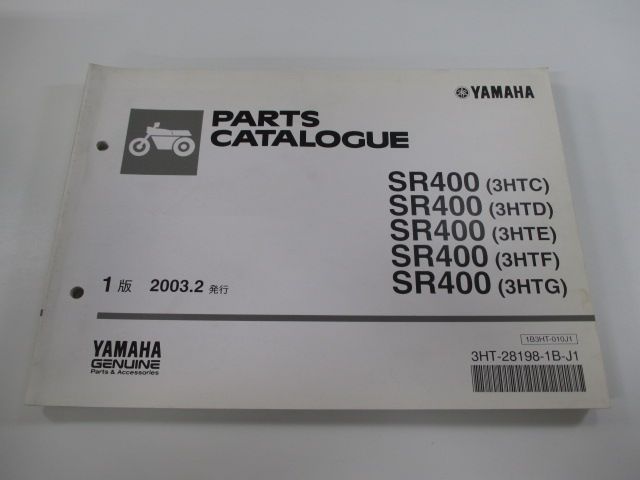 YAMAHA
PARTS
CATALOGUE
SR400 (3HTC)
SR400 (3HTD)
SR400 (3HTE)
SR400 (3HTF)
SR400 (3HTG)
1版 2003.2 発行
YAMAHA
GENUINE
Parts & Accessories
1B3HT-010J1
3HT-28198-1B-J1